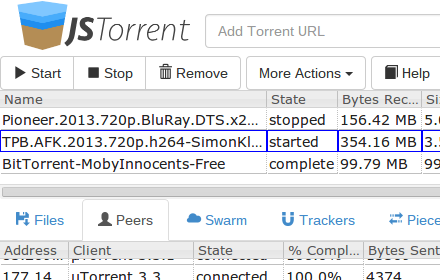 JSTorrent Add Torrent URL
Start Stop Remove More Actions Help
Name State Bytes Rec... Si
Pioneer.2013.720p.BluRay.DTS.x2... stopped 156.42 MB 5.
TPB.AFK.2013.720p.h264-SimonKl... started 354.16 MB 3.
BitTorrent-MobyInnocents-Free complete 99.79 MB 99
Files Peers Swarm Trackers Piece
Address Client State % Compl... Bytes Sent
177.14 uTorrent 3.3 connected 100.0% 4374